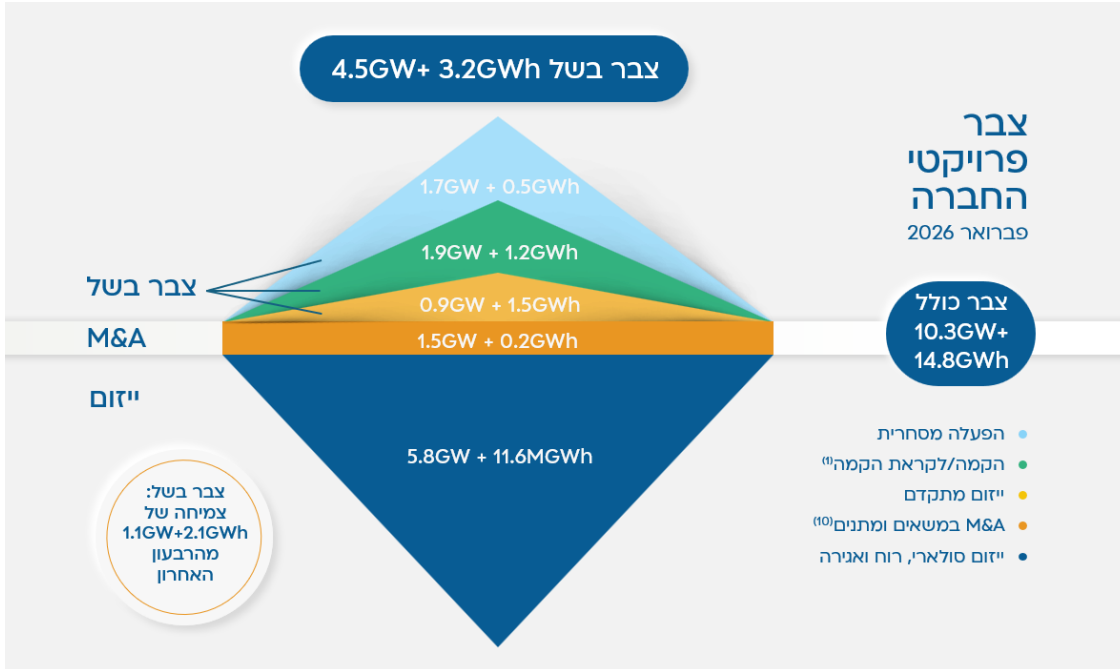 צבר בשל 4.5GW+ 3.2GWh
צבר
פרויקטי
החברה
פברואר 2026
1.7GW + 0.5GWh
1.9GW + 1.2GWh
0.9GW + 1.5GWh
1.5GW + 0.2GWh
5.8GW + 11.6MGWh
צבר בשל
M&A
ייזום
צבר כולל
10.3GW+
14.8GWh
הפעלה מסחרית
הקמה/לקראת הקמה(1)
ייזום מתקדם
M&A במשאים ומתנים(10)
ייזום סולארי, רוח ואגירה
צבר בשל:
צמיחה של
1.1GW+2.1GWh
מהרבעון
האחרון